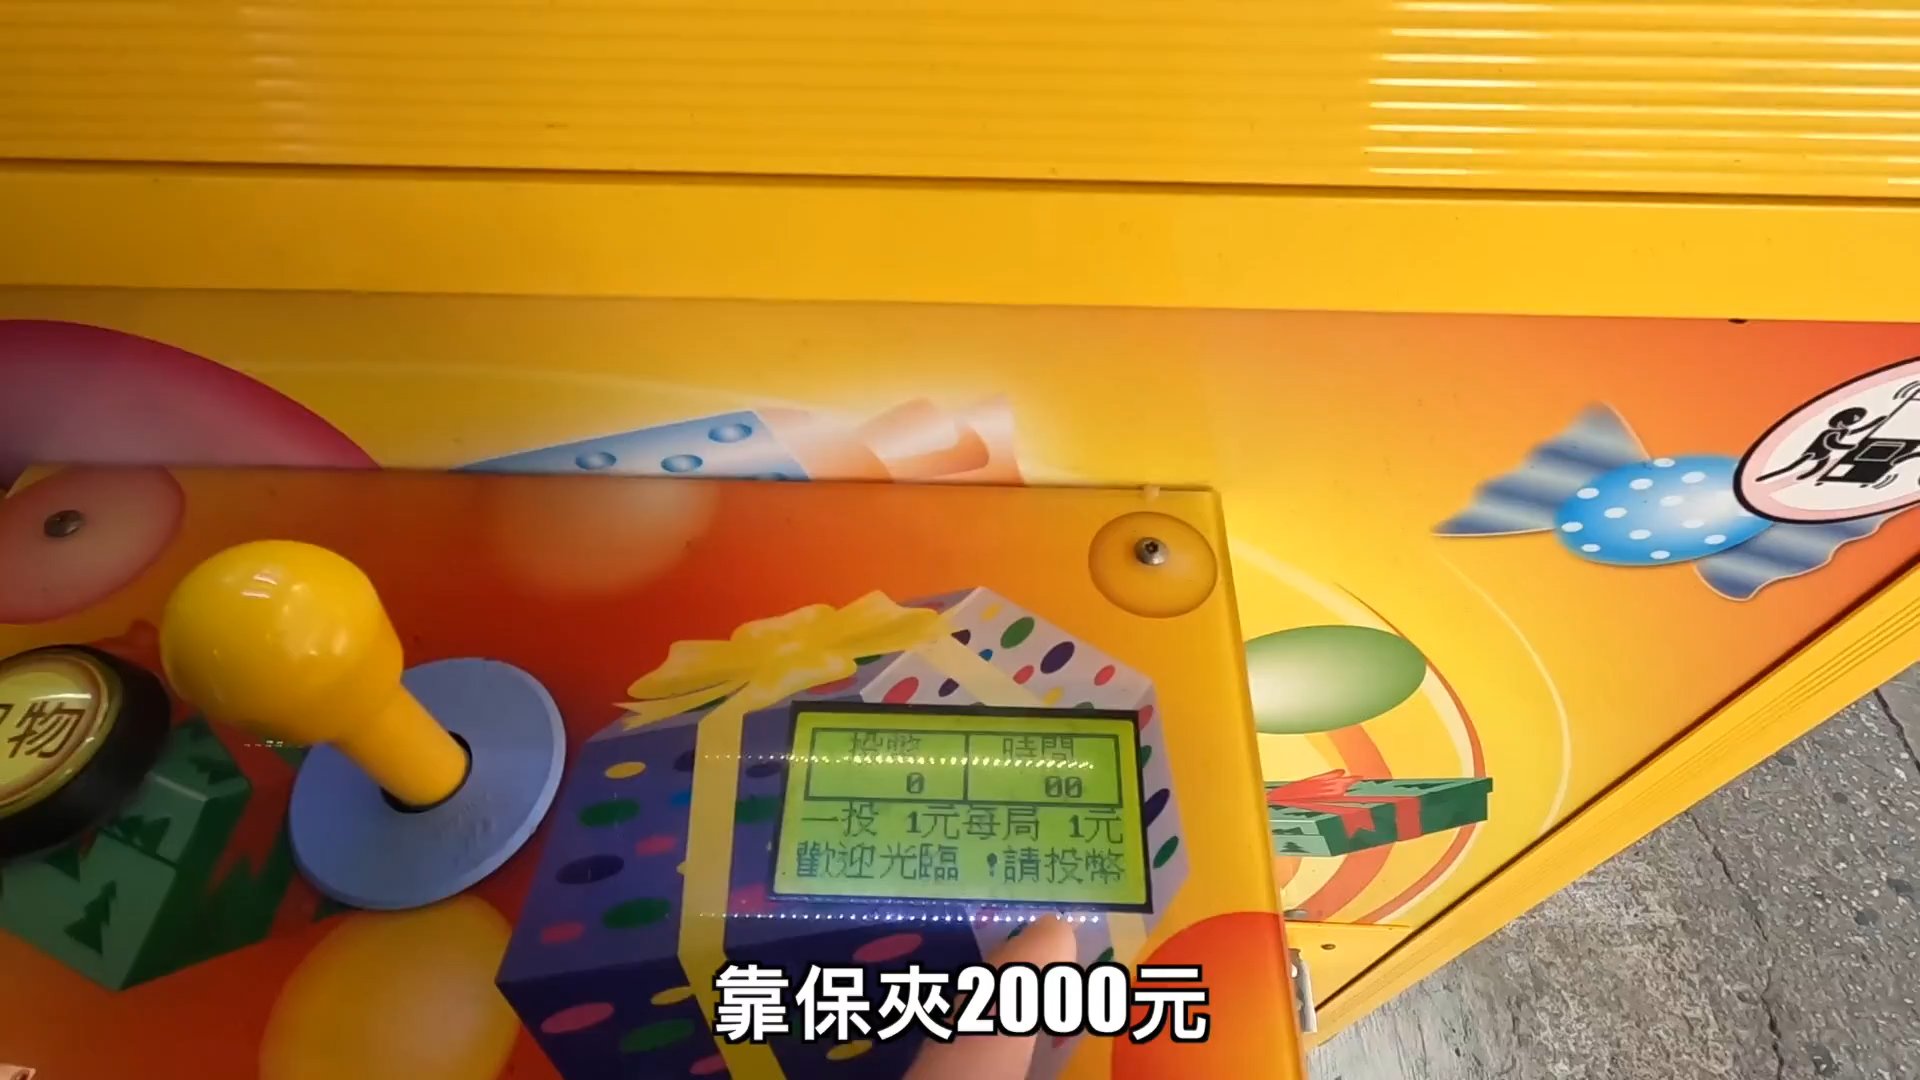 物
投幣 時間
0 00
一投 1元每局 1元
歡迎光臨 !請投幣
靠保夾2000元